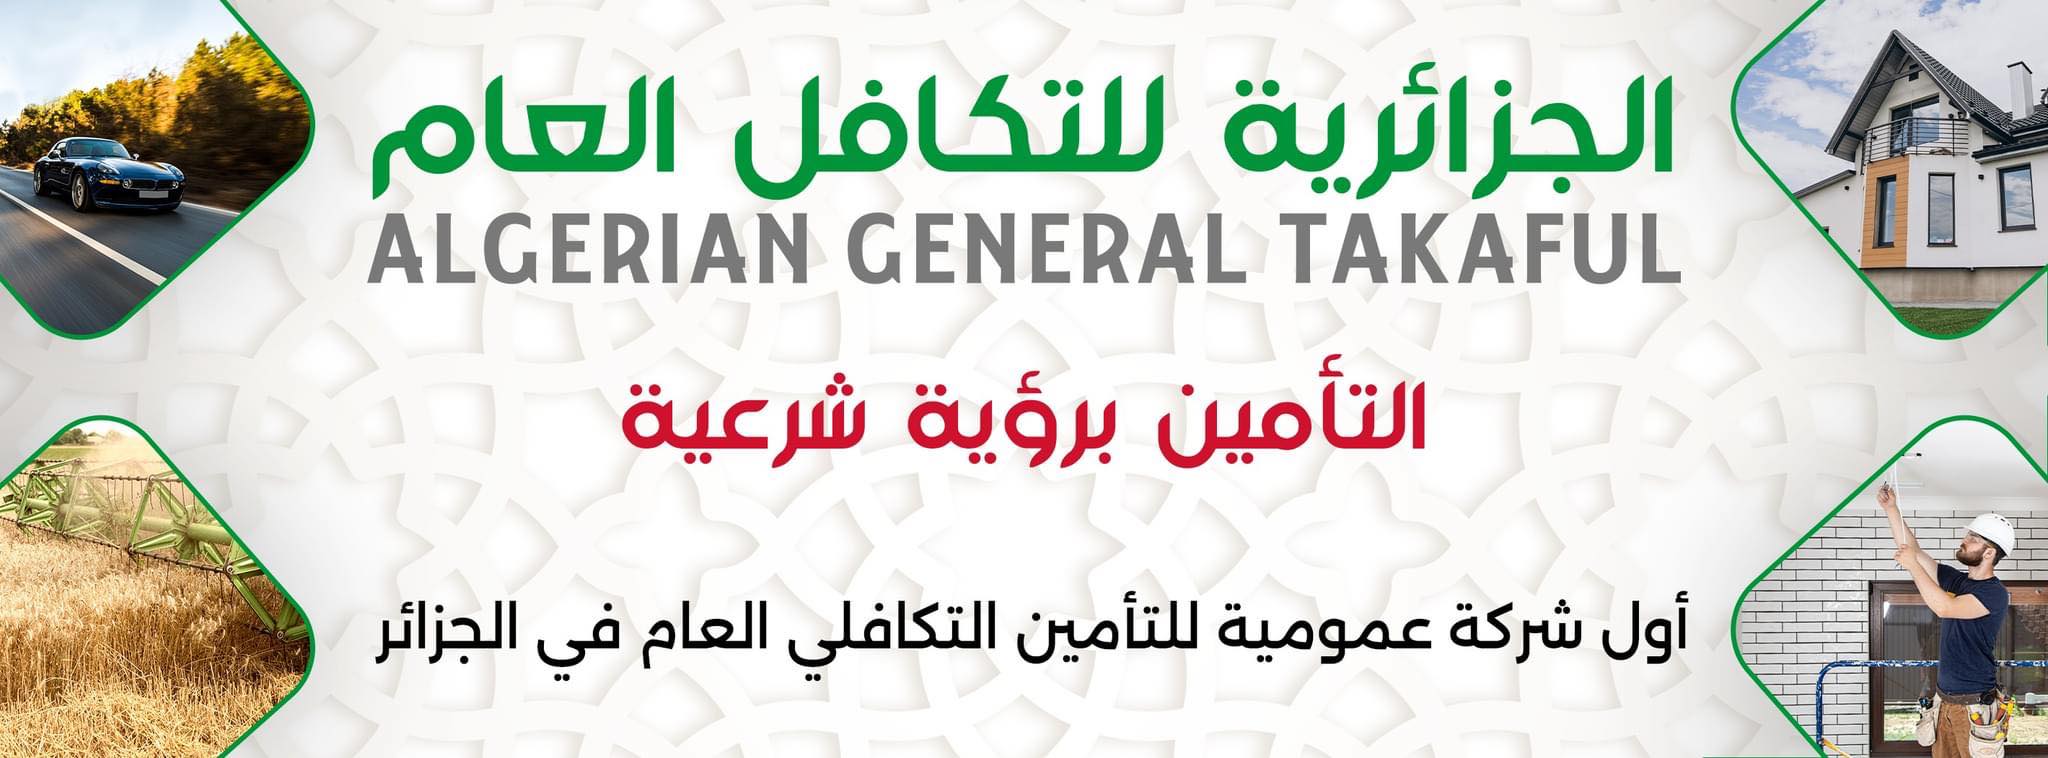 الجزائرية للتكافل العام
ALGERIAN GENERAL TAKAFUL
التأمين برؤية شرعية
أول شركة عمومية للتأمين التكافلي العام في الجزائر